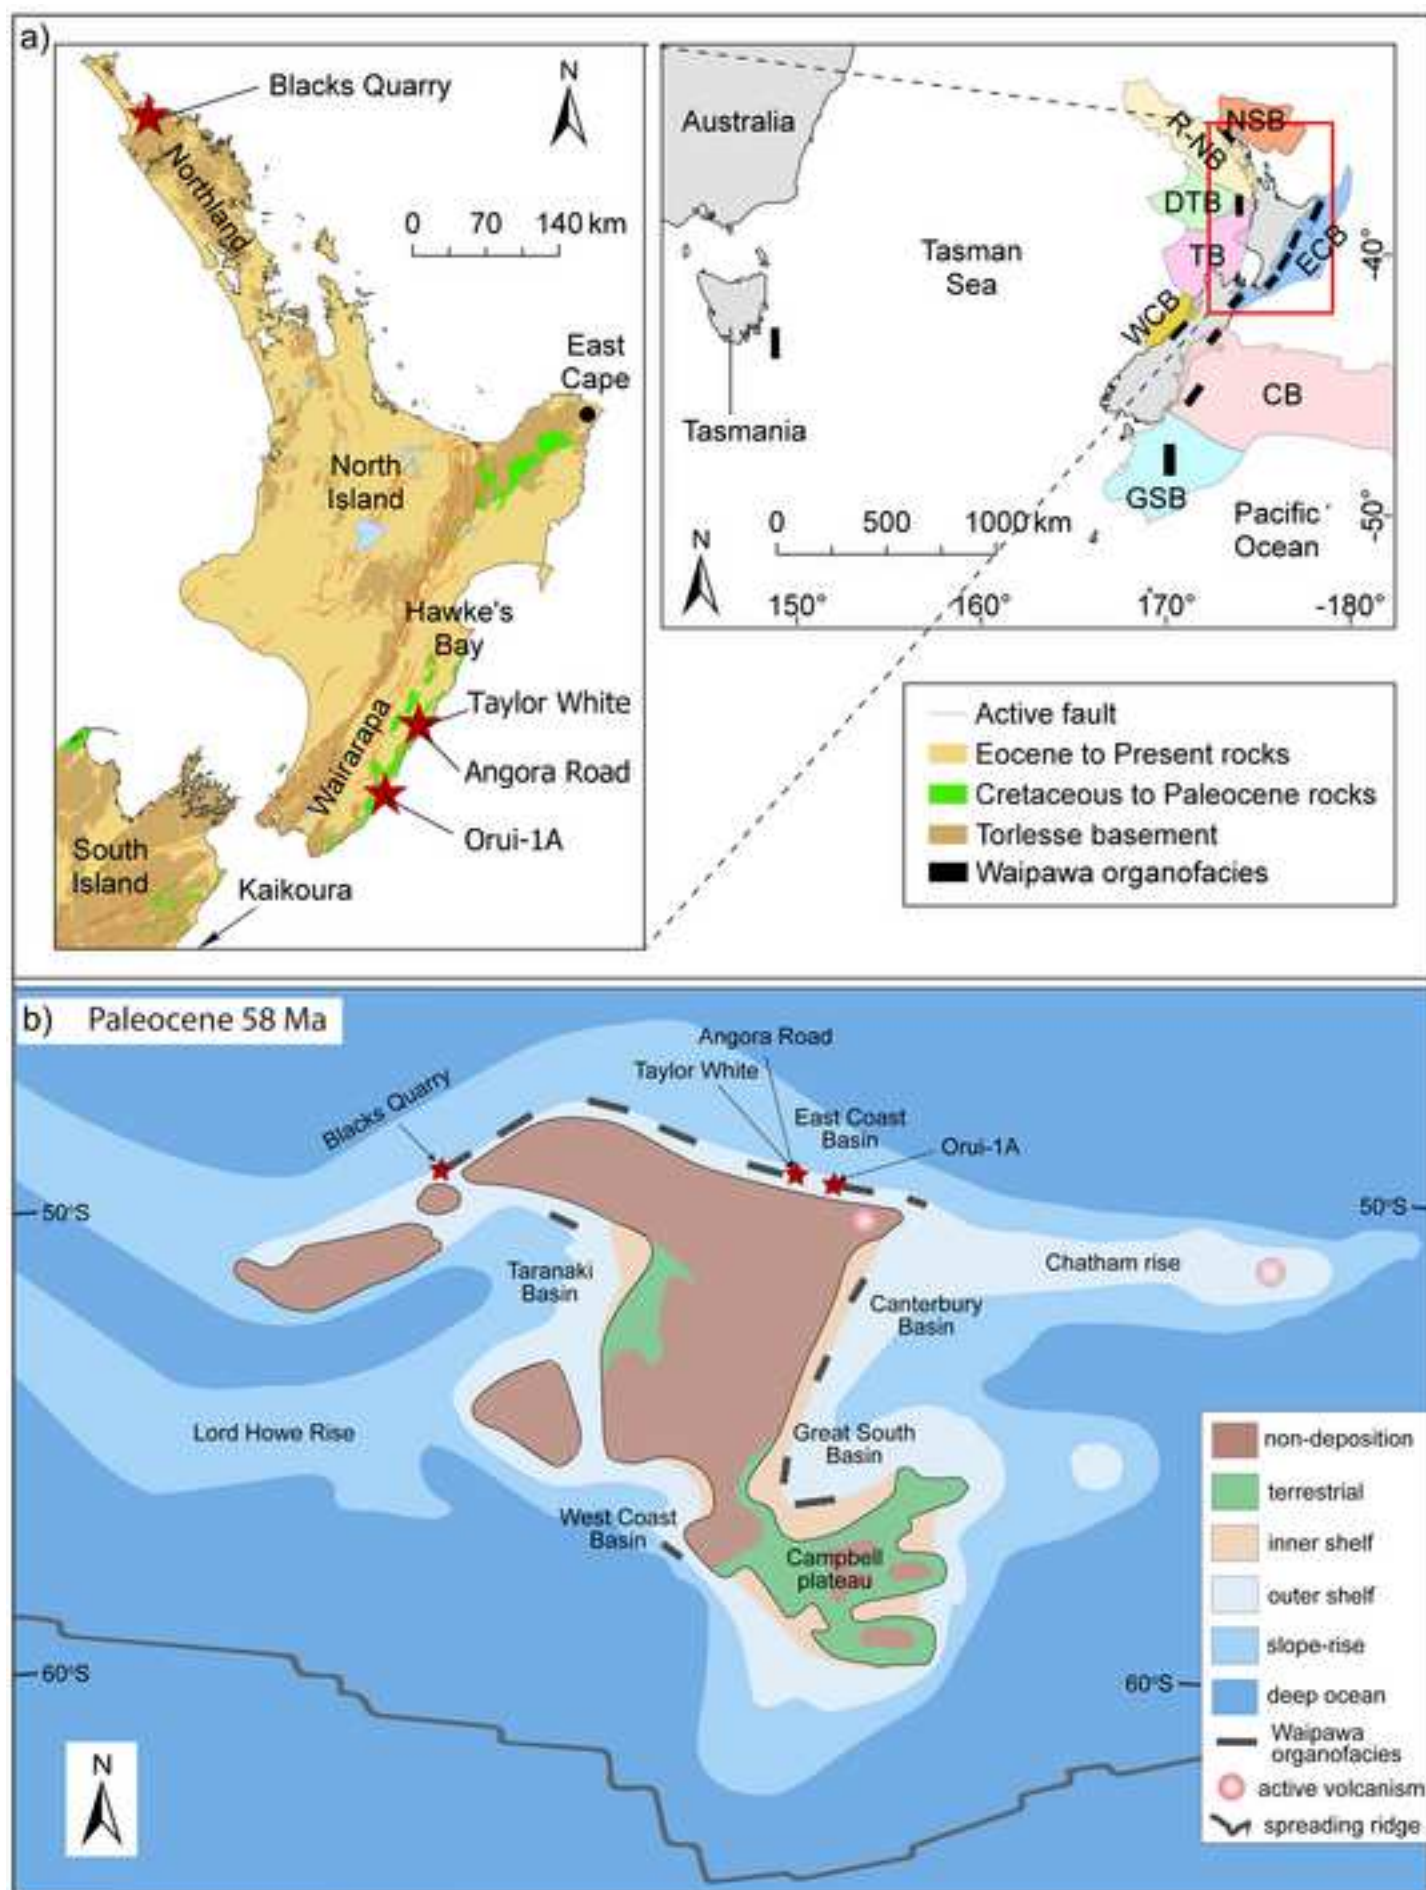 a)
Blacks Quarry
N
Northland
0 70 140 km
East
Cape
North
Island
Hawke's
Bay
Taylor White
Wairarapa
Angora Road
Orui-1A
South
Island
Kaikoura
Australia
R-NB
NSB
DTB
TB
ECB
Tasman
Sea
WCB
-40°
CB
Tasmania
GSB
Pacific
Ocean
-50°
0 500 1000 km
N
150° 160° 170° -180°
Active fault
Eocene to Present rocks
Cretaceous to Paleocene rocks
Torlesse basement
Waipawa organofacies
b) Paleocene 58 Ma
Angora Road
Taylor White
Blacks Quarry
East Coast
Basin
Orui-1A
50°S
50°S
Taranaki
Basin
Chatham rise
Canterbury
Basin
Lord Howe Rise
Great South
Basin
West Coast
Basin
Campbell
plateau
60°S
60°S
N
non-deposition
terrestrial
inner shelf
outer shelf
slope-rise
deep ocean
Waipawa
organofacies
active volcanism
spreading ridge